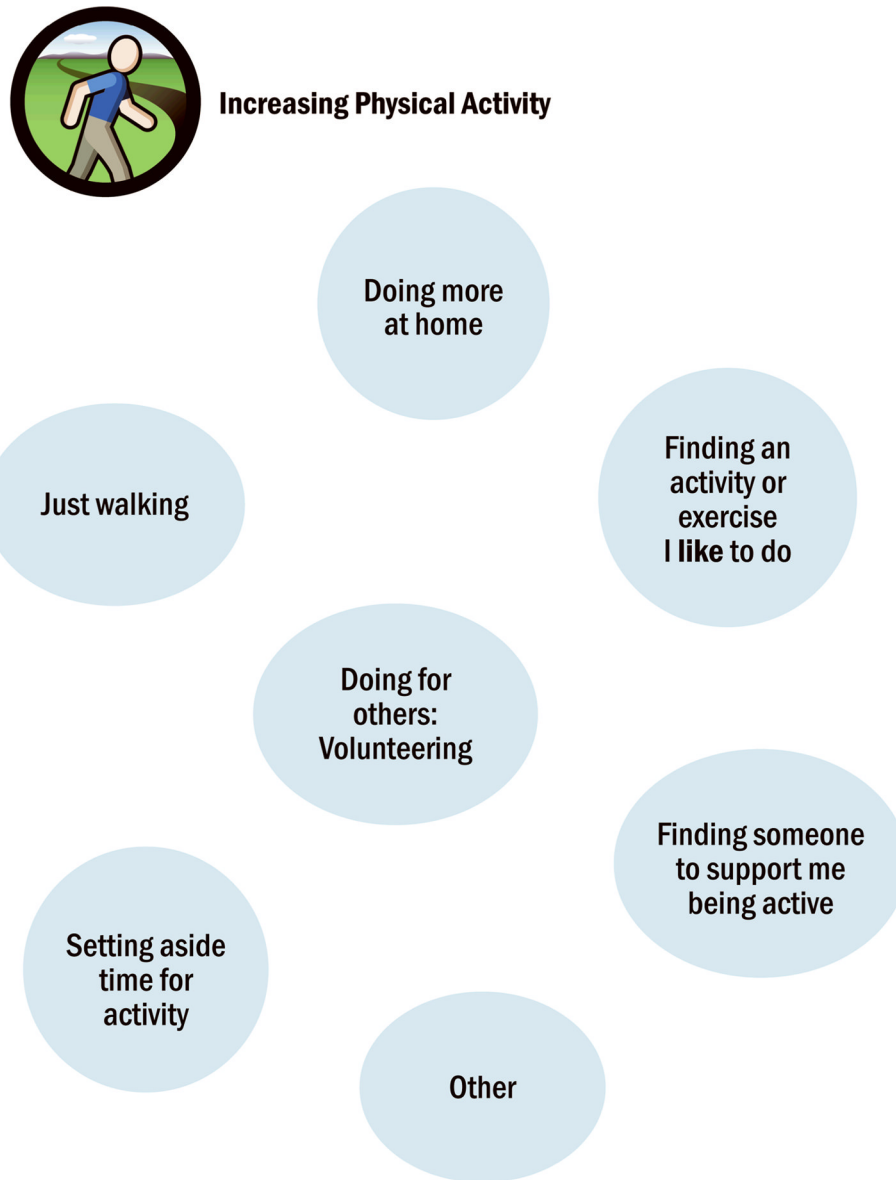 Increasing Physical Activity
Doing more
at home
Just walking
Finding an
activity or
exercise
I like to do
Doing for
others:
Volunteering
Finding someone
to support me
being active
Setting aside
time for
activity
Other